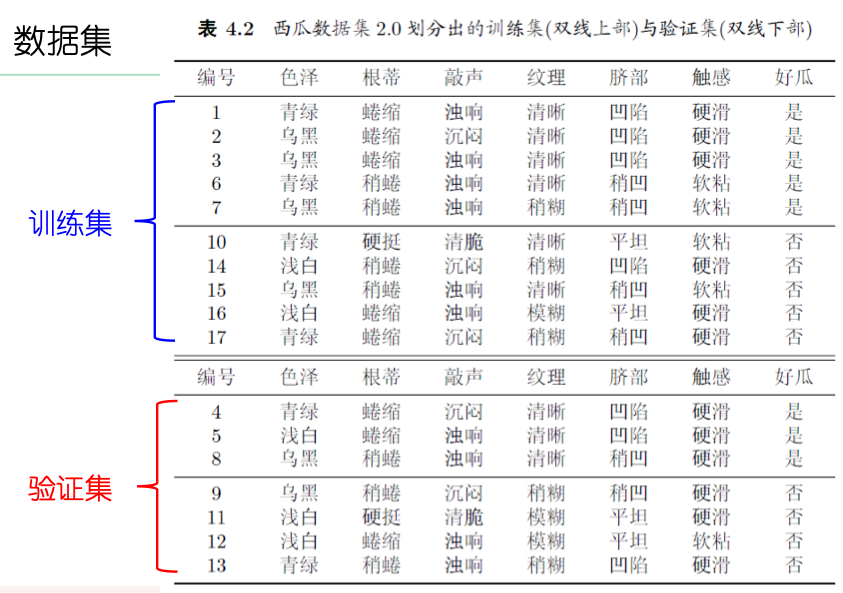 数据集
表 4.2 西瓜数据集 2.0 划分出的训练集(双线上部)与验证集(双线下部)
编号 色泽 根蒂 敲声 纹理 脐部 触感 好瓜
1 青绿 蜷缩 浊响 清晰 凹陷 硬滑 是
2 乌黑 蜷缩 沉闷 清晰 凹陷 硬滑 是
3 乌黑 蜷缩 浊响 清晰 凹陷 硬滑 是
6 青绿 稍蜷 浊响 清晰 稍凹 软粘 是
7 乌黑 稍蜷 浊响 稍糊 稍凹 软粘 是
训练集
10 青绿 硬挺 清脆 清晰 平坦 软粘 否
14 浅白 稍蜷 沉闷 稍糊 凹陷 硬滑 否
15 乌黑 稍蜷 浊响 清晰 稍凹 软粘 否
16 浅白 蜷缩 浊响 模糊 平坦 硬滑 否
17 青绿 蜷缩 沉闷 稍糊 稍凹 硬滑 否
编号 色泽 根蒂 敲声 纹理 脐部 触感 好瓜
4 青绿 蜷缩 沉闷 清晰 凹陷 硬滑 是
5 浅白 蜷缩 浊响 清晰 凹陷 硬滑 是
8 乌黑 稍蜷 浊响 清晰 稍凹 硬滑 是
验证集
9 乌黑 稍蜷 沉闷 稍糊 稍凹 硬滑 否
11 浅白 硬挺 清脆 模糊 平坦 硬滑 否
12 浅白 蜷缩 浊响 模糊 平坦 软粘 否
13 青绿 稍蜷 浊响 稍糊 凹陷 硬滑 否